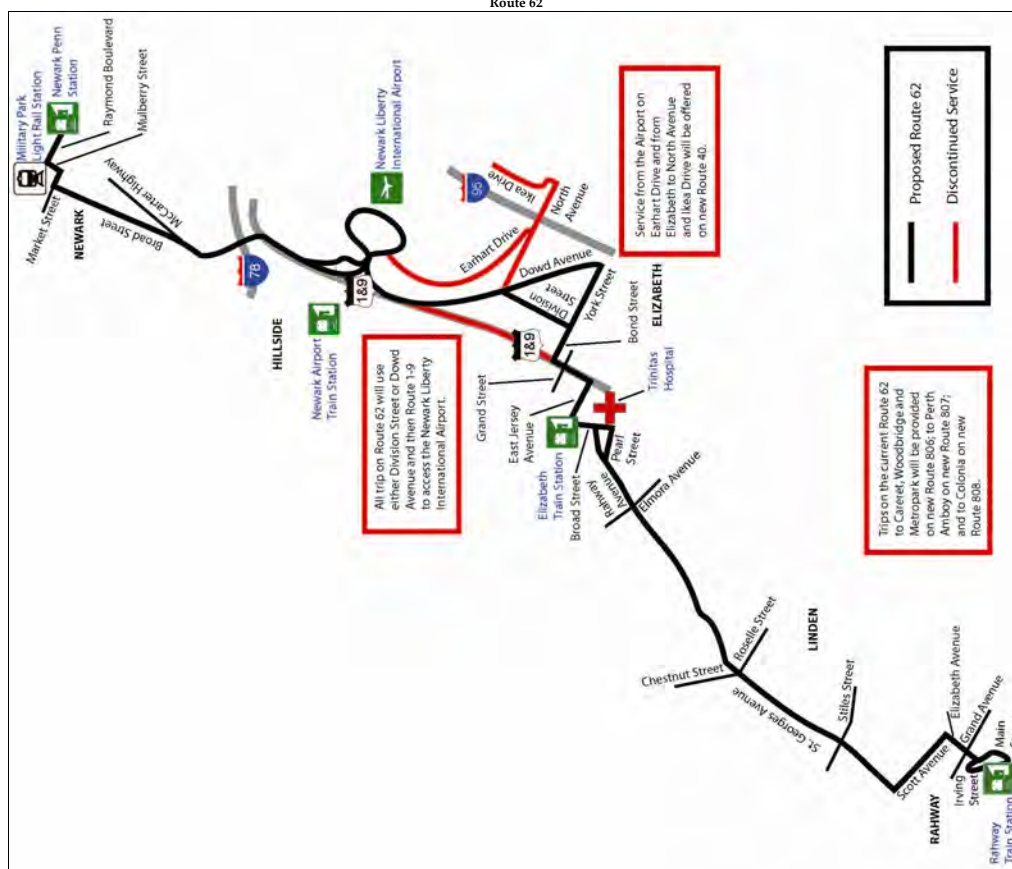 Route 62
Military Park
Light Rail Station
Newark Penn
Station
Raymond Boulevard
Mulberry Street
Market Street
NEWARK
Broad Street
McCarter Highway
78
HILLSIDE
Newark Liberty
International Airport
Newark Airport
Train Station
1&9
95
Ikea Drive
North
Avenue
Earhart Drive
Dowd Avenue
Division
Street
York Street
ELIZABETH
Bond Street
1&9
Grand Street
East Jersey
Avenue
Trinitas
Hospital
Elizabeth
Train Station
Broad Street
Pearl
Street
Rahway
Avenue
Elmora Avenue
Service from the Airport on
Earhart Drive and from
Elizabeth to North Avenue
and Ikea Drive will be offered
on new Route 40.
All trip on Route 62 will use
either Division Street or Dowd
Avenue and then Route 1-9
to access the Newark Liberty
International Airport.
Trips on the current Route 62
to Careret, Woodbridge and
Metropark will be provided
on new Route 806; to Perth
Amboy on new Route 807;
and to Colonia on new
Route 808.
Proposed Route 62
Discontinued Service
Chestnut Street
Roselle Street
LINDEN
St. Georges Avenue
Stiles Street
Scott Avenue
Elizabeth Avenue
Grand Avenue
RAHWAY
Irving
Street
Main
Rahway
Train Station